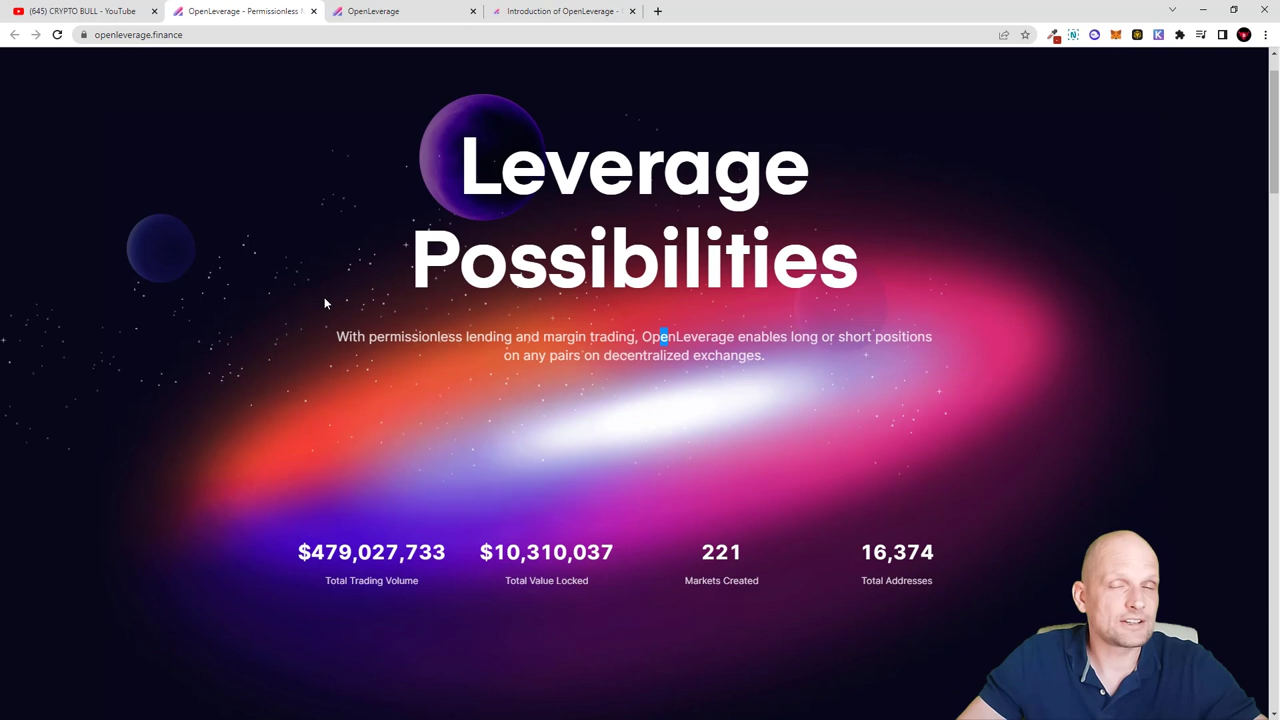 (645) CRYPTO BULL - YouTube
OpenLeverage - Permissionless
OpenLeverage
Introduction of OpenLeverage -
openleverage.finance
Leverage
Possibilities
With permissionless lending and margin trading, OpenLeverage enables long or short positions
on any pairs on decentralized exchanges.
$479,027,733
$10,310,037
221
16,374
Total Trading Volume
Total Value Locked
Markets Created
Total Addresses